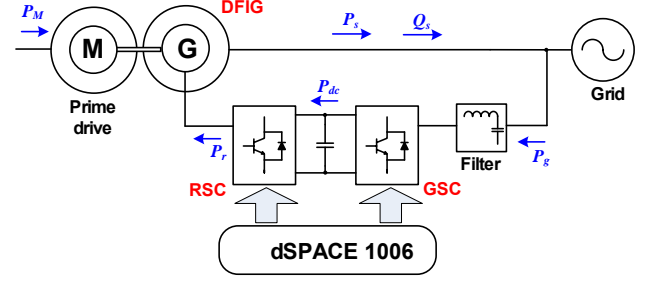 DFIG
P_M
P_s
Q_s
M
G
Prime
drive
Grid
P_dc
P_r
Filter
P_g
RSC
GSC
dSPACE 1006